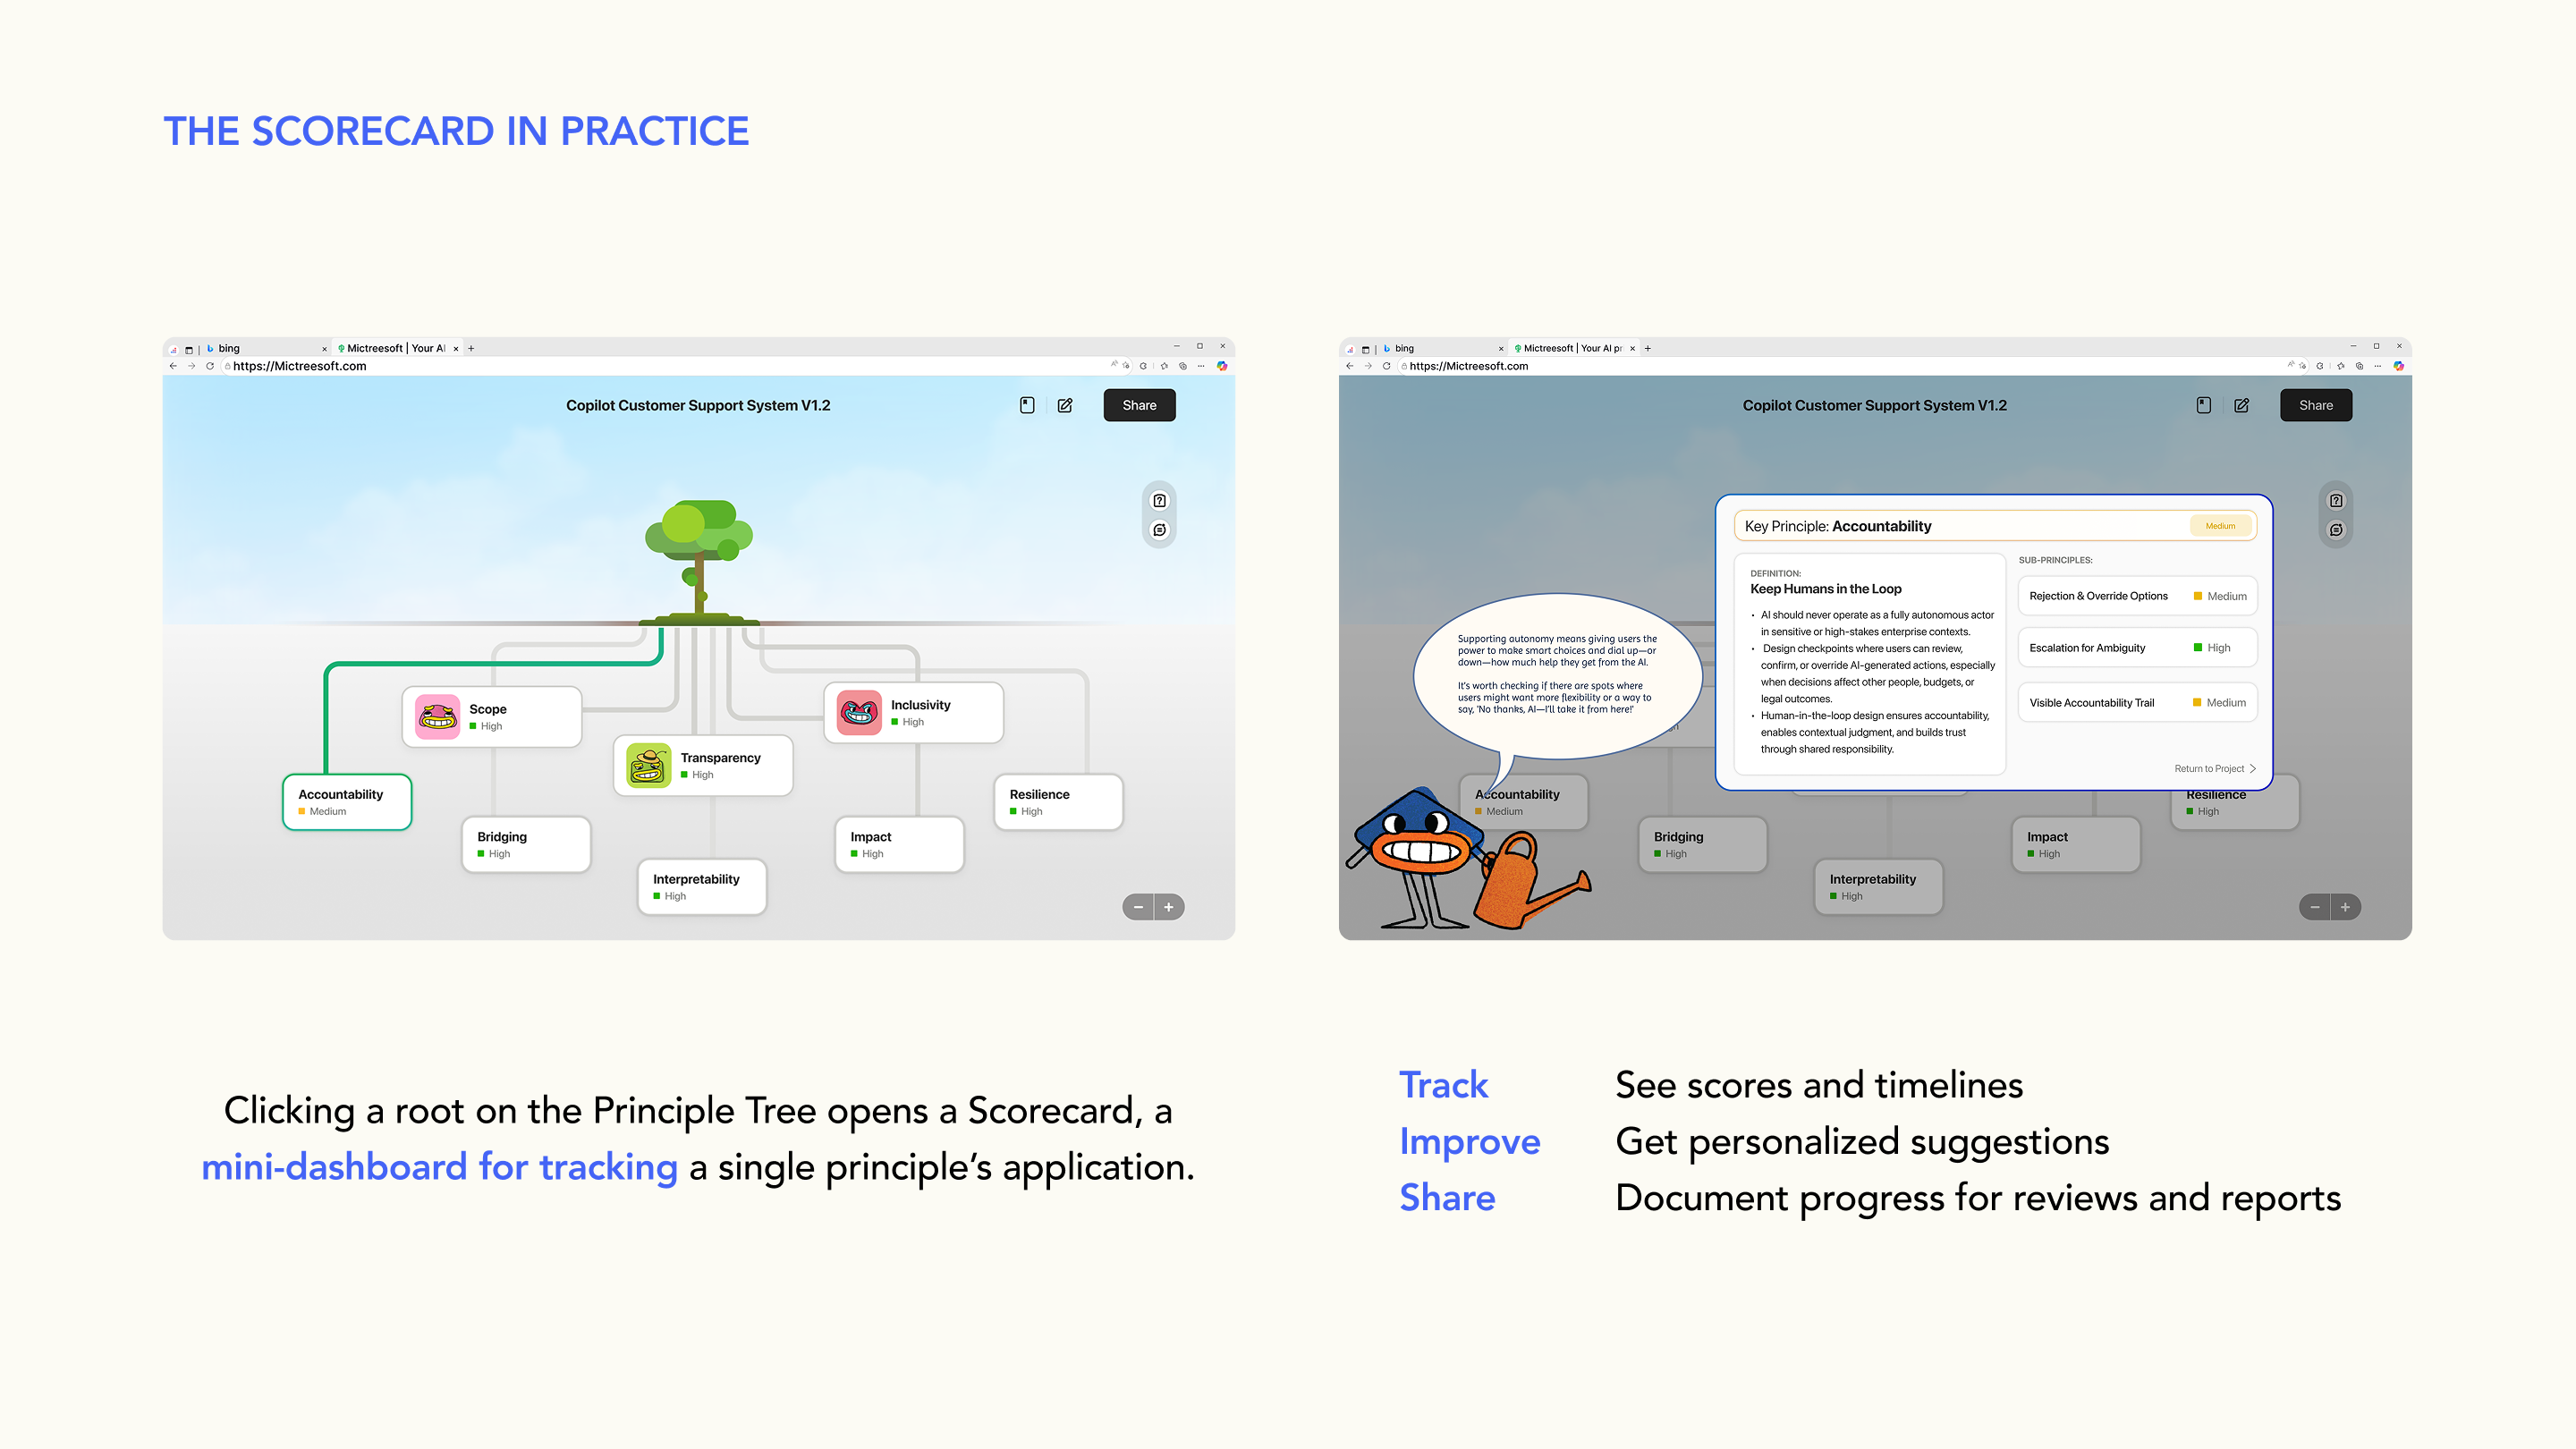 THE SCORECARD IN PRACTICE
bing
Mictreesoft | Your AI
https://Mictreesoft.com
Copilot Customer Support System V1.2
Share
Scope
High
Inclusivity
High
Transparency
High
Accountability
Medium
Resilience
High
Bridging
High
Impact
High
Interpretability
High
bing
Mictreesoft | Your AI pr
https://Mictreesoft.com
Copilot Customer Support System V1.2
Share
Key Principle: Accountability
Medium
DEFINITION:
Keep Humans in the Loop
• AI should never operate as a fully autonomous actor
in sensitive or high-stakes enterprise contexts.
• Design checkpoints where users can review,
confirm, or override AI-generated actions, especially
when decisions affect other people, budgets, or
legal outcomes.
• Human-in-the-loop design ensures accountability,
enables contextual judgment, and builds trust
through shared responsibility.
SUB-PRINCIPLES:
Rejection & Override Options
Medium
Escalation for Ambiguity
High
Visible Accountability Trail
Medium
Return to Project
Supporting autonomy means giving users the
power to make smart choices and dial up—or
down—how much help they get from the AI.
It's worth checking if there are spots where
users might want more flexibility or a way to
say, 'No thanks, AI—I'll take it from here!'
Accountability
Medium
Resilience
High
Bridging
High
Impact
High
Interpretability
High
Clicking a root on the Principle Tree opens a Scorecard, a
mini-dashboard for tracking a single principle's application.
Track See scores and timelines
Improve Get personalized suggestions
Share Document progress for reviews and reports